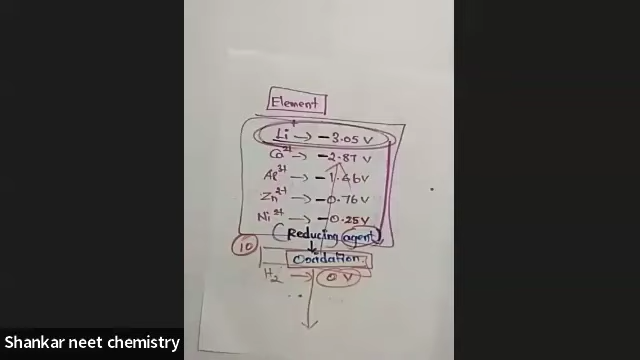 Element
Li⁺ → -3.05 V
Ca²⁺ → -2.87 V
Al³⁺ → -1.66 V
Zn²⁺ → -0.76 V
Ni²⁺ → -0.25 V
(Reducing agent)
10
Oxidation
H₂ → 0 V
Shankar neet chemistry